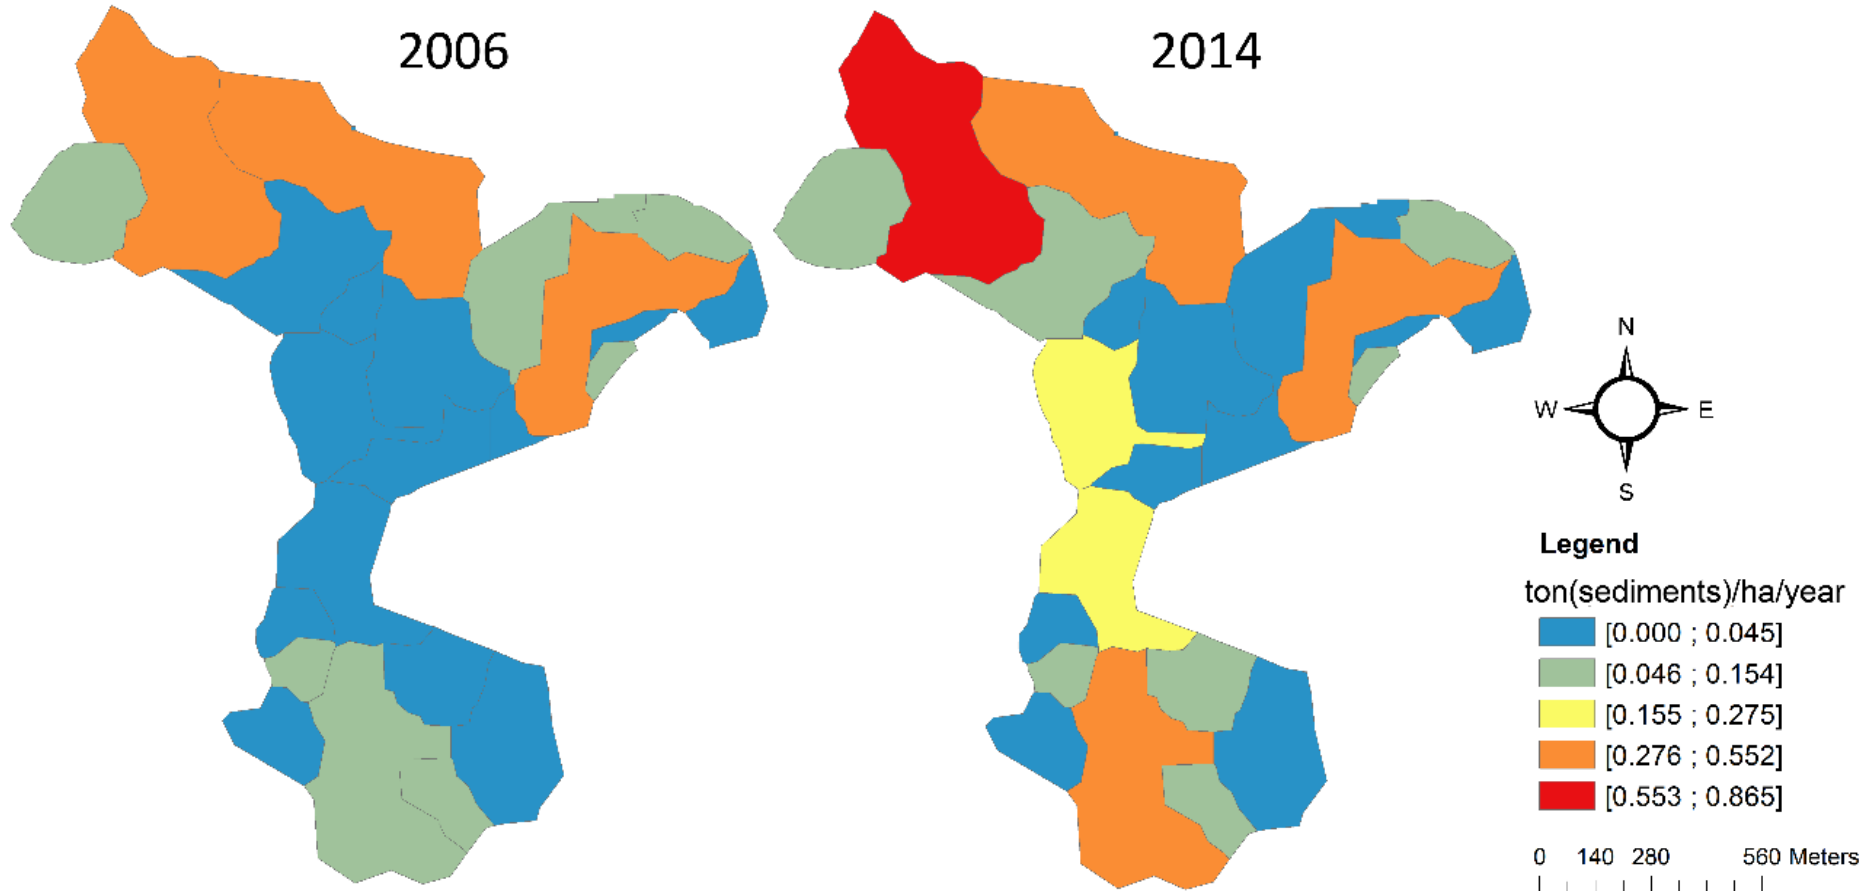 2006
2014
N
W
E
S
Legend
ton(sediments)/ha/year
[0.000 ; 0.045]
[0.046 ; 0.154]
[0.155 ; 0.275]
[0.276 ; 0.552]
[0.553 ; 0.865]
0 140 280 560 Meters